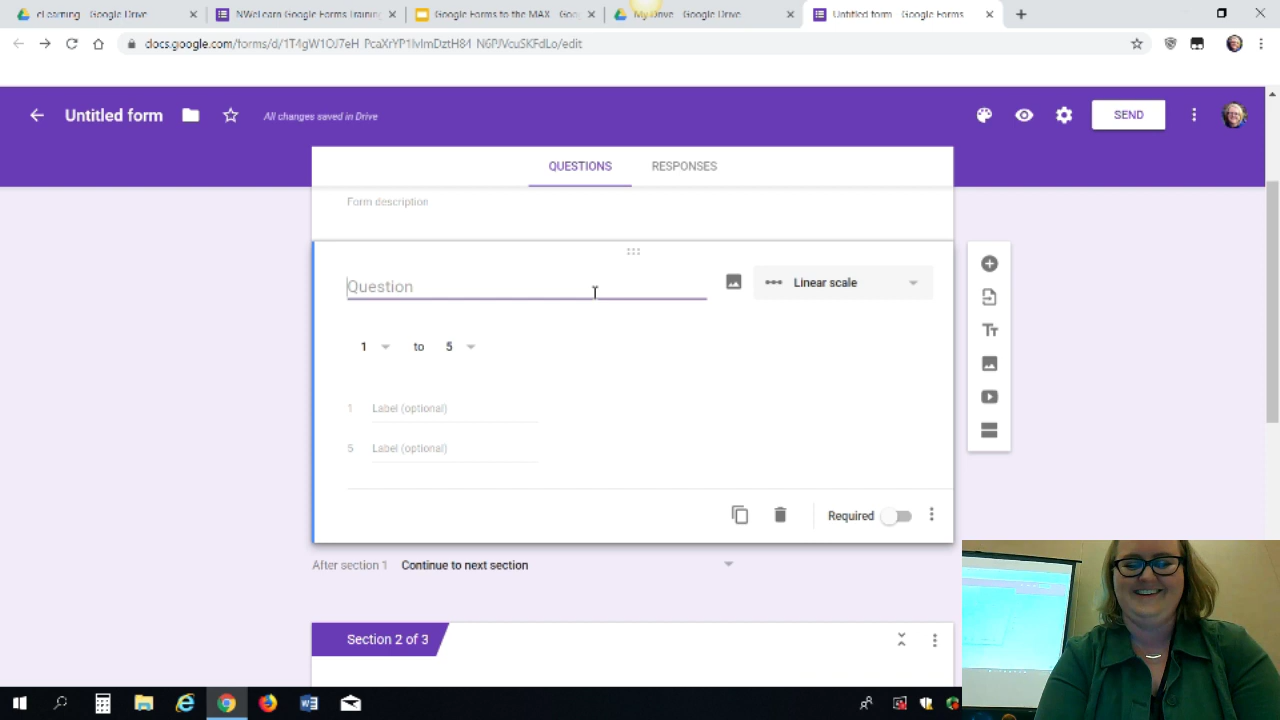 eLearning - Google Drive
NWeLearn Google Forms Training
Google Forms to the MAX - Goo
My Drive - Google Drive
Untitled form - Google Forms
docs.google.com/forms/d/
/edit
Untitled form
All changes saved in Drive
SEND
QUESTIONS
RESPONSES
Form description
Question
Linear scale
1 to 5
1 Label (optional)
5 Label (optional)
Required
After section 1 Continue to next section
Section 2 of 3